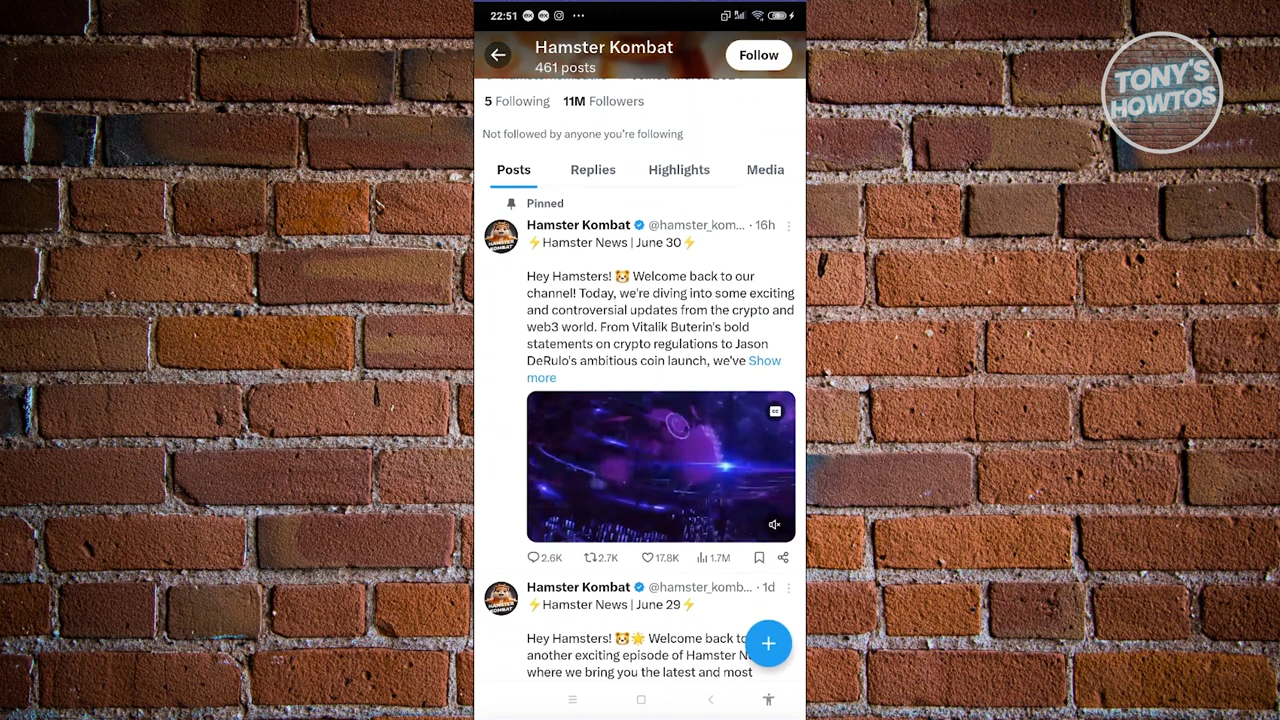 22:51
Hamster Kombat
461 posts
Follow
TONY'S
HOWTOS
5 Following 11M Followers
Not followed by anyone you're following
Posts Replies Highlights Media
Pinned
Hamster Kombat @hamster_kom... · 16h
⚡Hamster News | June 30⚡
Hey Hamsters! 🐹 Welcome back to our
channel! Today, we're diving into some exciting
and controversial updates from the crypto and
web3 world. From Vitalik Buterin's bold
statements on crypto regulations to Jason
DeRulo's ambitious coin launch, we've Show
more
CC
2.6K 2.7K 17.8K 1.7M
Hamster Kombat @hamster_komb... · 1d
⚡Hamster News | June 29⚡
Hey Hamsters! 🐹🌟 Welcome back to
another exciting episode of Hamster N
where we bring you the latest and most